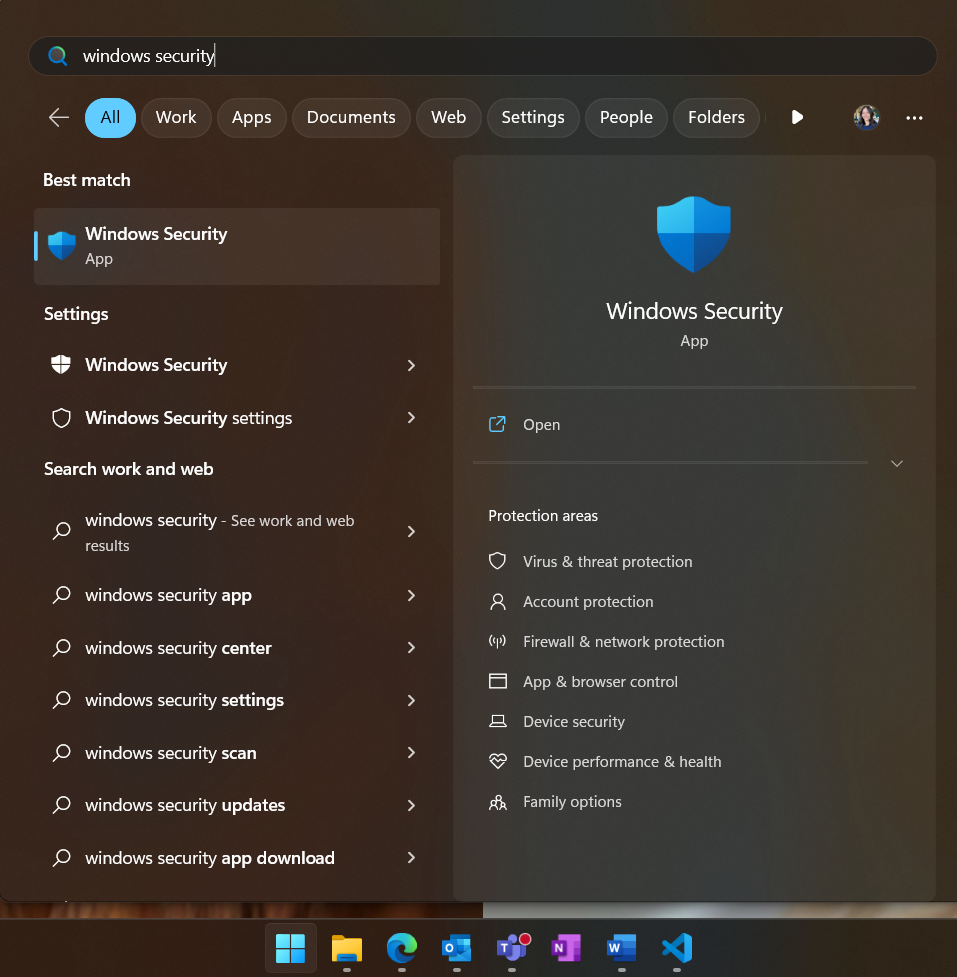 windows security
All
Work
Apps
Documents
Web
Settings
People
Folders
Best match
Windows Security
App
Settings
Windows Security
Windows Security settings
Search work and web
windows security - See work and web
results
windows security app
windows security center
windows security settings
windows security scan
windows security updates
windows security app download
Windows Security
App
Open
Protection areas
Virus & threat protection
Account protection
Firewall & network protection
App & browser control
Device security
Device performance & health
Family options
O
T
N
W